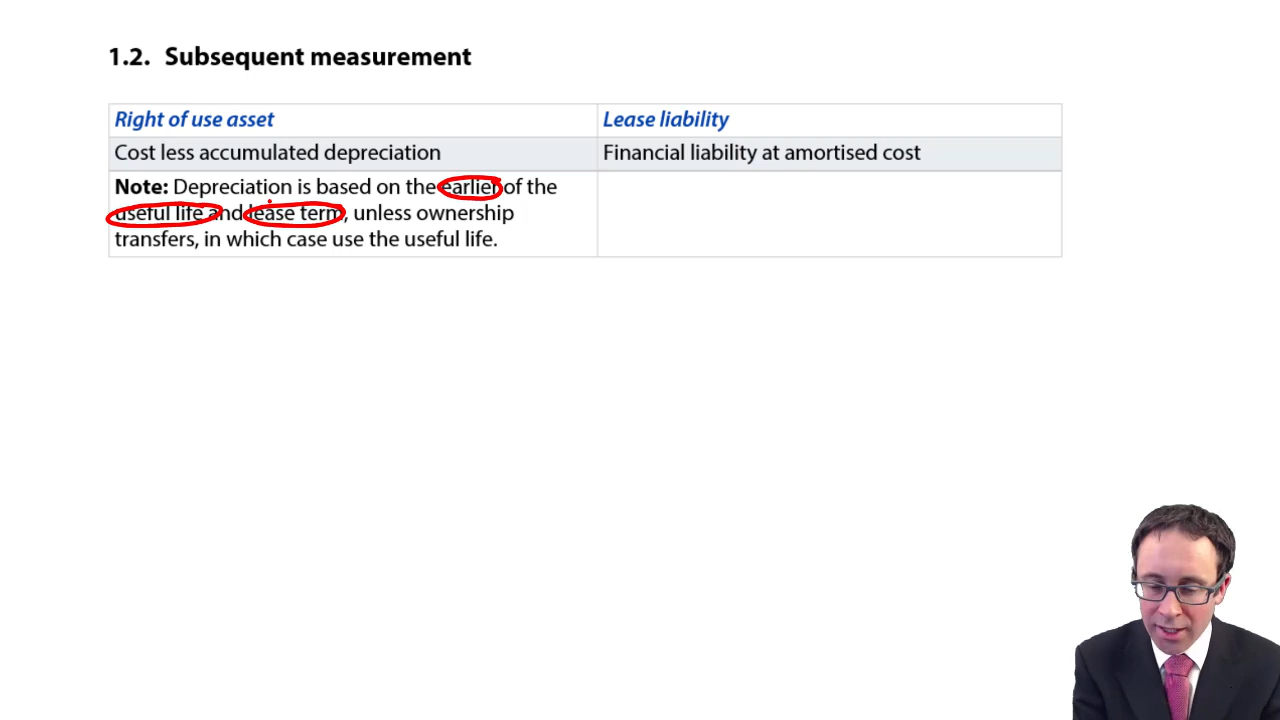 1.2. Subsequent measurement
Right of use asset
Lease liability
Cost less accumulated depreciation
Financial liability at amortised cost
Note: Depreciation is based on the earlier of the
useful life and lease term, unless ownership
transfers, in which case use the useful life.